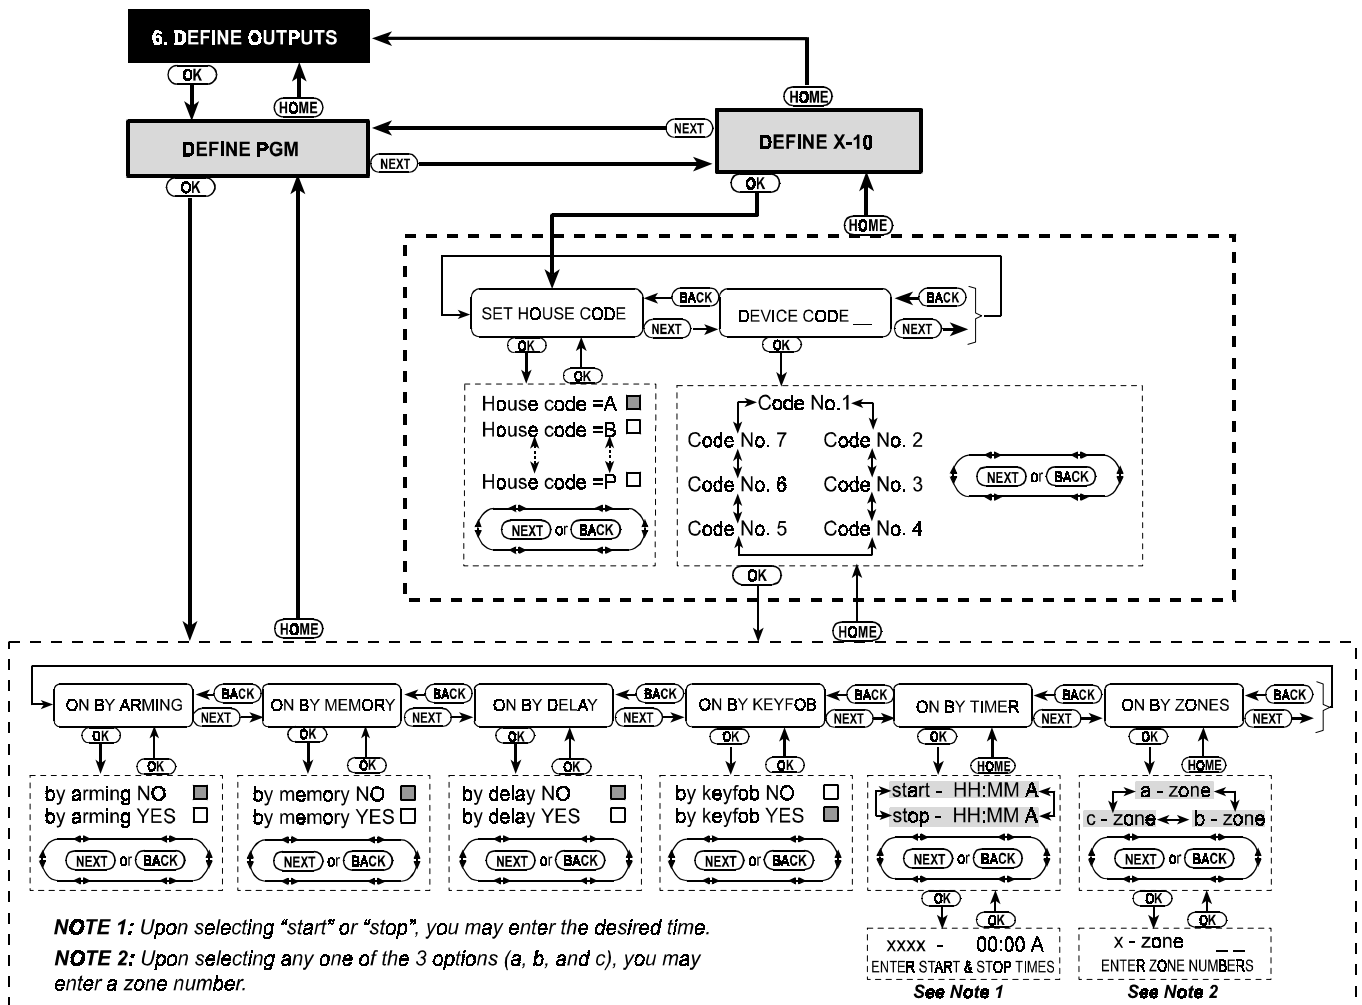 6. DEFINE OUTPUTS
OK
HOME
HOME
DEFINE PGM
NEXT
NEXT
DEFINE X-10
OK
OK
HOME
SET HOUSE CODE
BACK
NEXT
DEVICE CODE __
BACK
NEXT
OK
OK
OK
House code =A
House code =B
House code =P
NEXT or BACK
Code No.1
Code No. 7
Code No. 2
Code No. 6
Code No. 3
Code No. 5
Code No. 4
NEXT or BACK
OK
HOME
HOME
ON BY ARMING
BACK
NEXT
ON BY MEMORY
BACK
NEXT
ON BY DELAY
BACK
NEXT
ON BY KEYFOB
BACK
NEXT
ON BY TIMER
BACK
NEXT
ON BY ZONES
BACK
NEXT
OK
OK
OK
OK
OK
OK
OK
OK
OK
HOME
OK
HOME
by arming NO
by arming YES
NEXT or BACK
by memory NO
by memory YES
NEXT or BACK
by delay NO
by delay YES
NEXT or BACK
by keyfob NO
by keyfob YES
NEXT or BACK
start - HH:MM A
stop - HH:MM A
NEXT or BACK
a - zone
c - zone
b - zone
NEXT or BACK
OK
OK
OK
OK
xxxx - 00:00 A
ENTER START & STOP TIMES
See Note 1
x - zone _ _
ENTER ZONE NUMBERS
See Note 2
NOTE 1: Upon selecting "start" or "stop", you may enter the desired time.
NOTE 2: Upon selecting any one of the 3 options (a, b, and c), you may
enter a zone number.